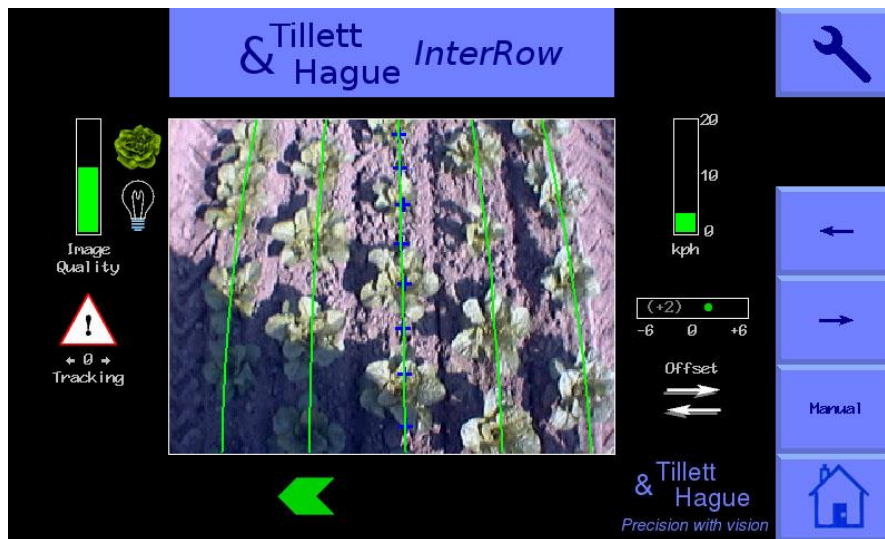 & Tillett
Hague
InterRow
Image
Quality
!
← 0 →
Tracking
20
10
0
kph
(+2)
-6 0 +6
Offset
←
→
Manual
& Tillett
Hague
Precision with vision